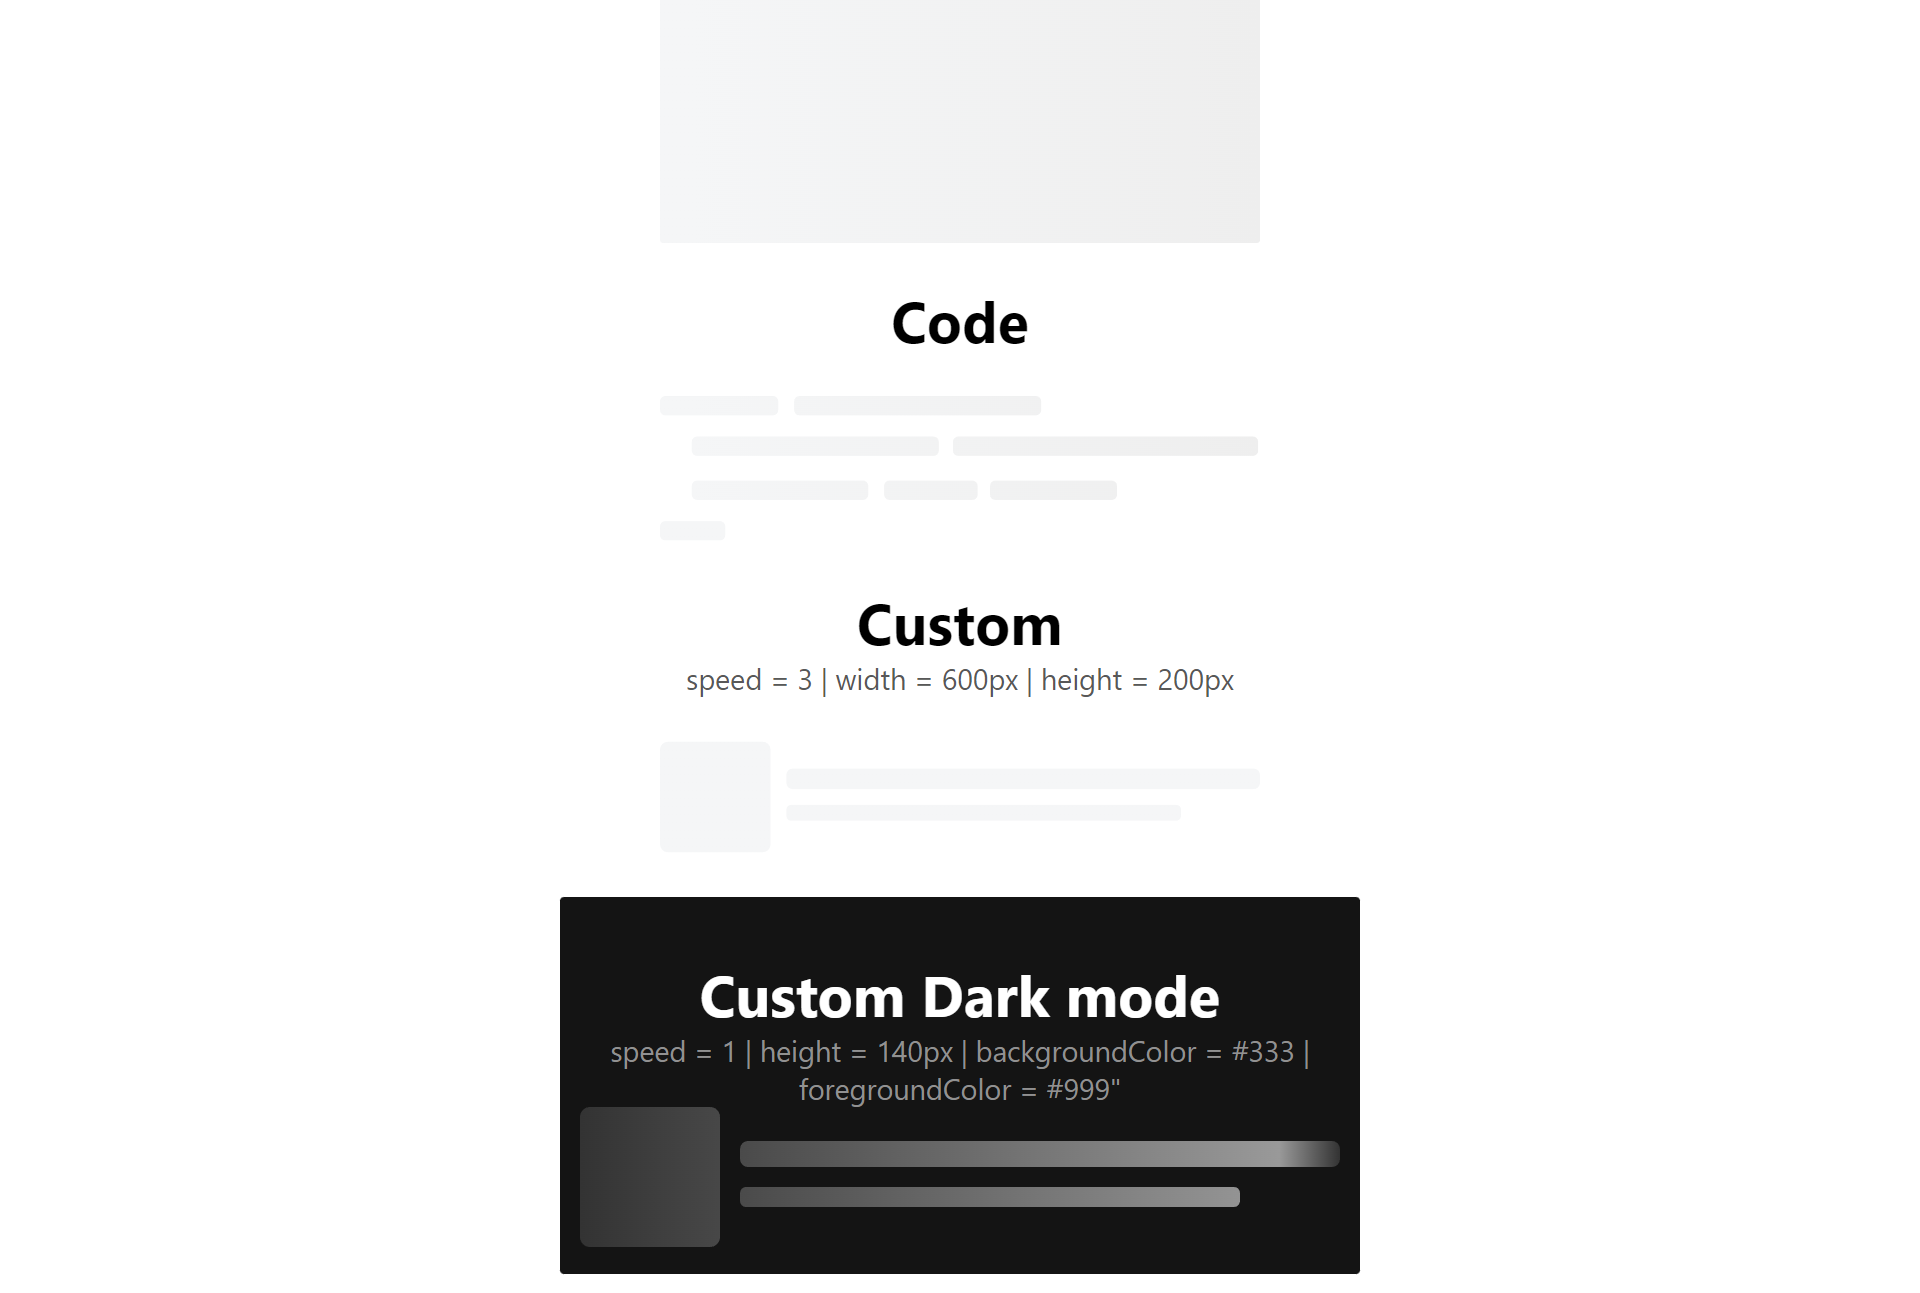 Code
Custom
speed = 3 | width = 600px | height = 200px
Custom Dark mode
speed = 1 | height = 140px | backgroundColor = #333 |
foregroundColor = #999"